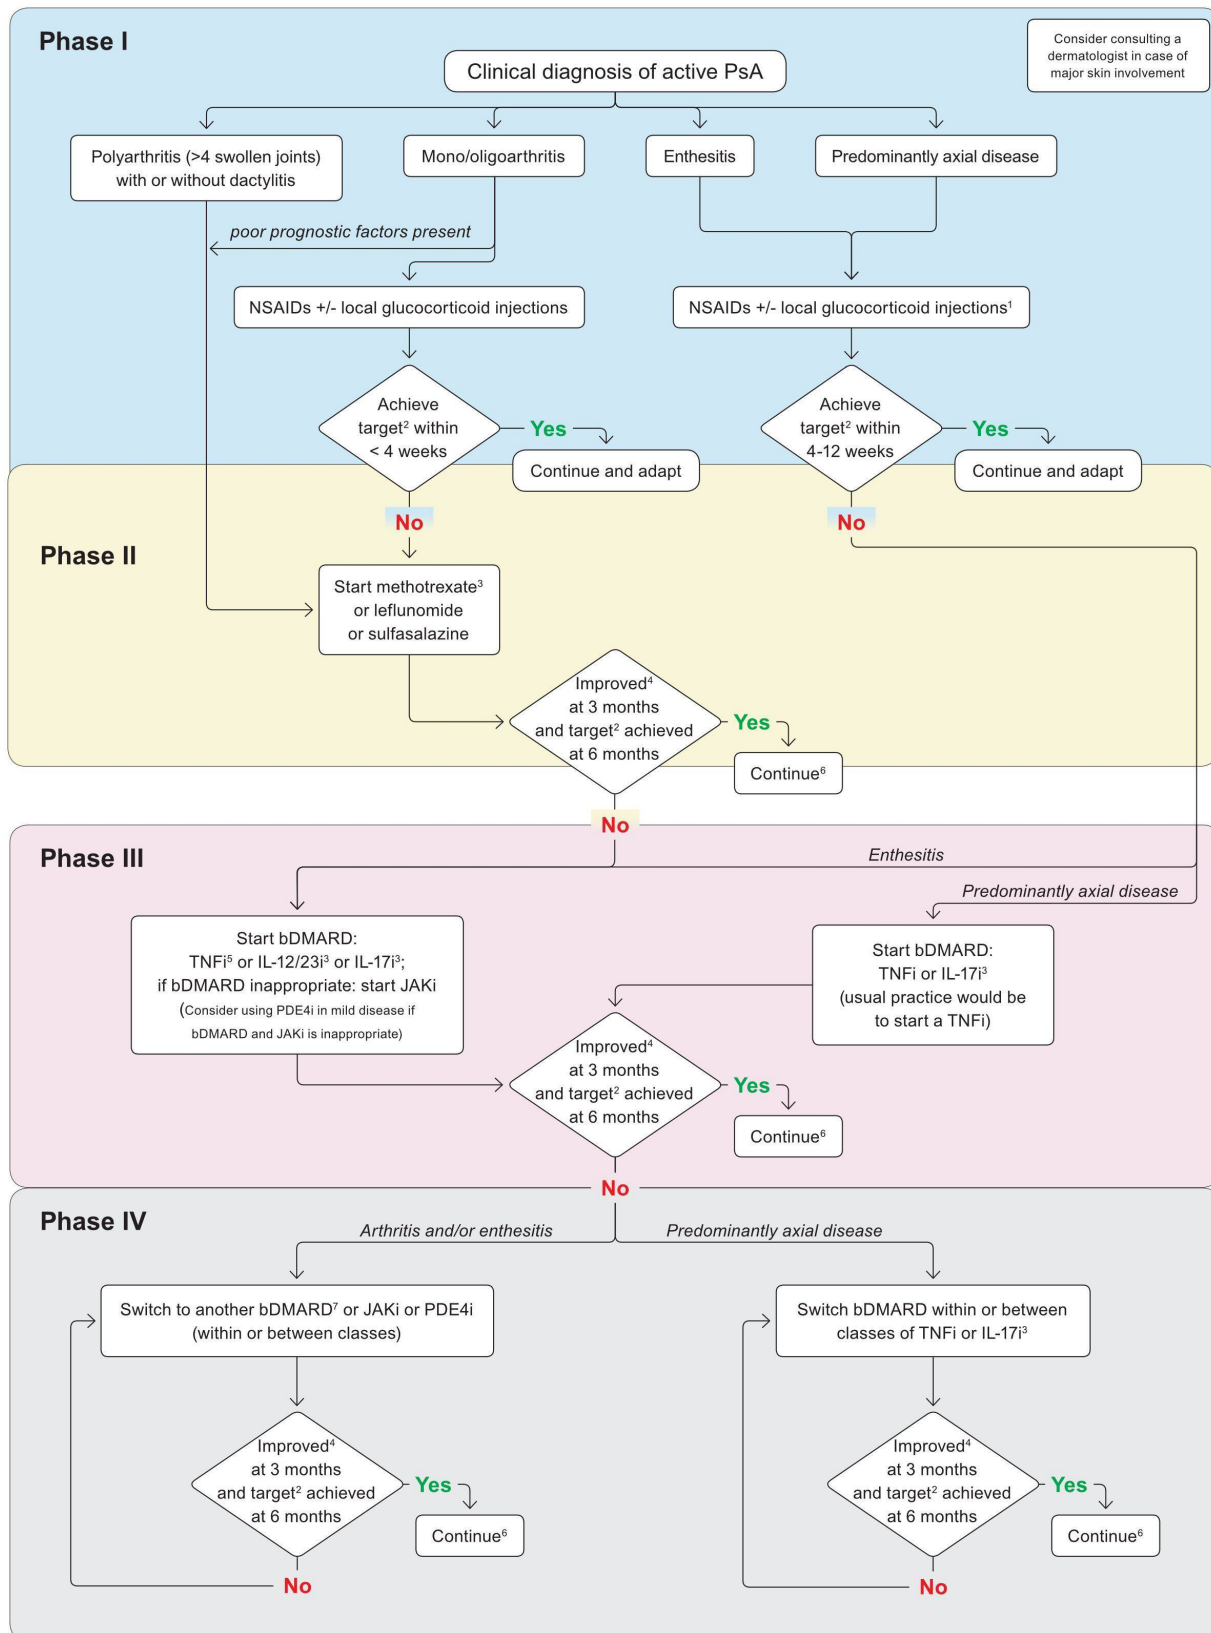 Phase I
Consider consulting a
dermatologist in case of
major skin involvement
Clinical diagnosis of active PsA
Polyarthritis (>4 swollen joints)
with or without dactylitis
Mono/oligoarthritis
Enthesitis
Predominantly axial disease
poor prognostic factors present
NSAIDs +/- local glucocorticoid injections
NSAIDs +/- local glucocorticoid injections¹
Achieve
target² within
< 4 weeks
Yes
Continue and adapt
Achieve
target² within
4-12 weeks
Yes
Continue and adapt
No
No
Phase II
Start methotrexate³
or leflunomide
or sulfasalazine
Improved⁴
at 3 months
and target² achieved
at 6 months
Yes
Continue⁶
No
Phase III
Enthesitis
Predominantly axial disease
Start bDMARD:
TNFi⁵ or IL-12/23i³ or IL-17i³;
if bDMARD inappropriate: start JAKi
(Consider using PDE4i in mild disease if
bDMARD and JAKi is inappropriate)
Start bDMARD:
TNFi or IL-17i³
(usual practice would be
to start a TNFi)
Improved⁴
at 3 months
and target² achieved
at 6 months
Yes
Continue⁶
No
Phase IV
Arthritis and/or enthesitis
Predominantly axial disease
Switch to another bDMARD⁷ or JAKi or PDE4i
(within or between classes)
Switch bDMARD within or between
classes of TNFi or IL-17i³
Improved⁴
at 3 months
and target² achieved
at 6 months
Yes
Continue⁶
No
Improved⁴
at 3 months
and target² achieved
at 6 months
Yes
Continue⁶
No